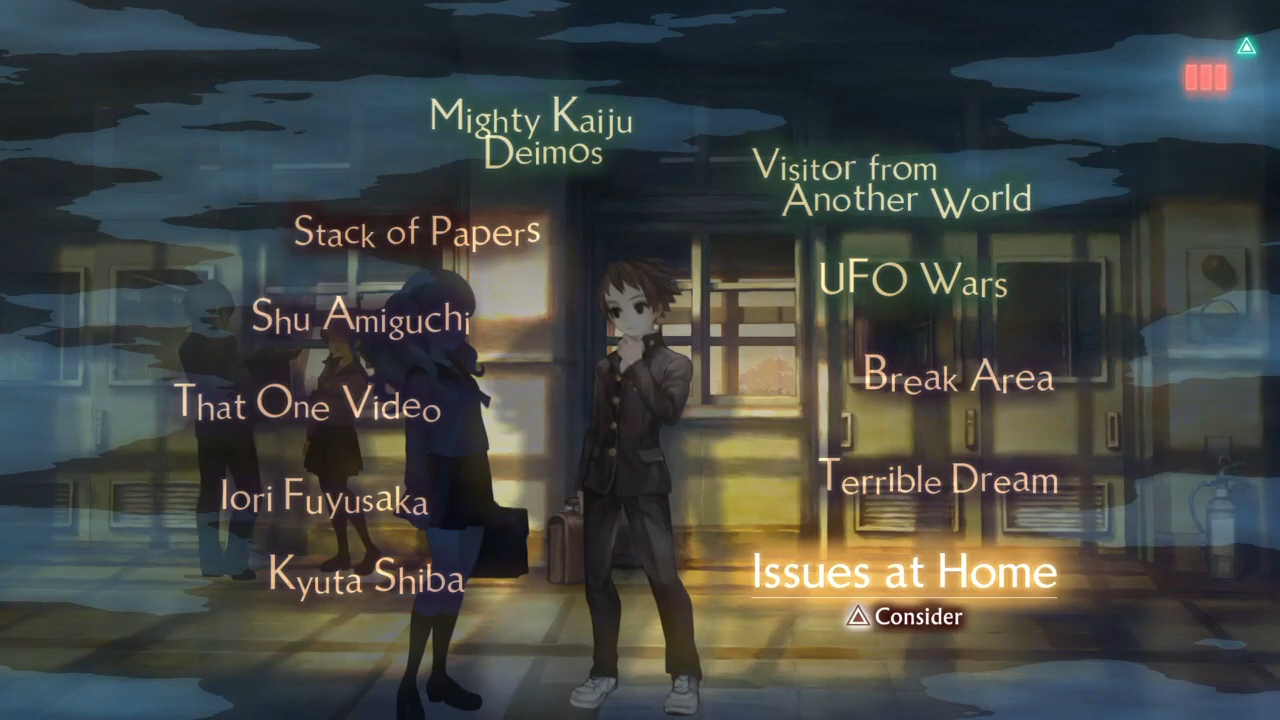 Mighty Kaiju
Deimos
Visitor from
Another World
Stack of Papers
UFO Wars
Shu Amiguchi
Break Area
That One Video
Terrible Dream
Iori Fuyusaka
Issues at Home
Kyuta Shiba
Consider